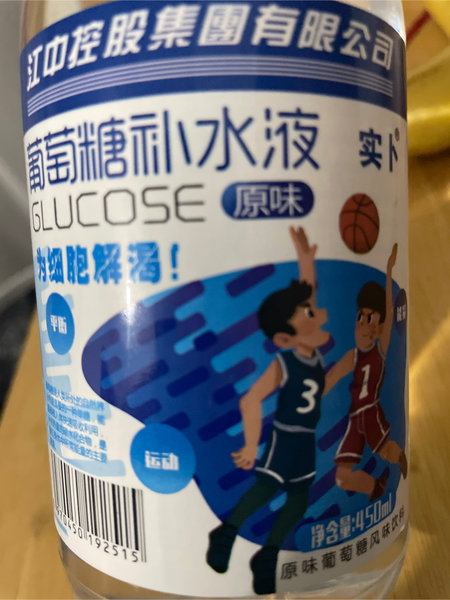 江中控股集團有限公司
葡萄糖补水液
实卜®
GLUCOSE
原味
为细胞解渴！
平衡
3
1
运动
450 192515
净含量:450ml
原味葡萄糖风味饮料